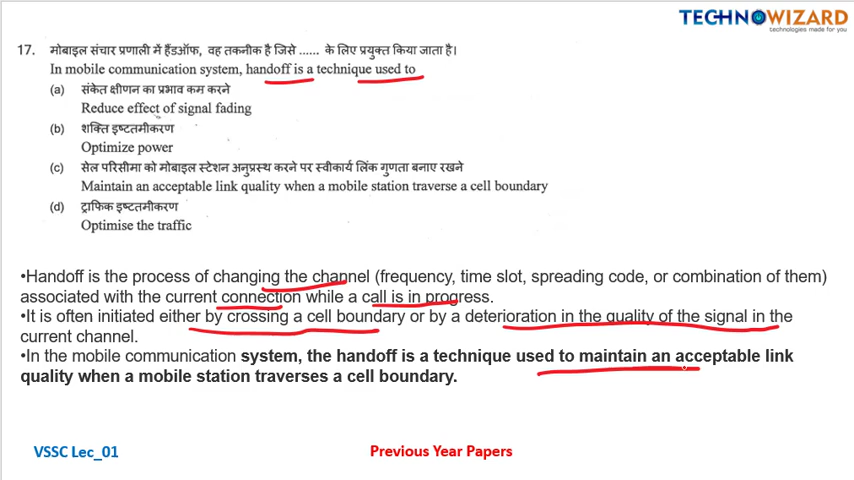 TECHNOWIZARD
technologies made for you
17. मोबाइल संचार प्रणाली में हैंडऑफ, वह तकनीक है जिसे ...... के लिए प्रयुक्त किया जाता है।
In mobile communication system, handoff is a technique used to
(a) संकेत क्षीणन का प्रभाव कम करने
Reduce effect of signal fading
(b) शक्ति इष्टतमीकरण
Optimize power
(c) सेल परिसीमा को मोबाइल स्टेशन अनुप्रस्थ करने पर स्वीकार्य लिंक गुणता बनाए रखने
Maintain an acceptable link quality when a mobile station traverse a cell boundary
(d) ट्राफिक इष्टतमीकरण
Optimise the traffic
•Handoff is the process of changing the channel (frequency, time slot, spreading code, or combination of them)
associated with the current connection while a call is in progress.
•It is often initiated either by crossing a cell boundary or by a deterioration in the quality of the signal in the
current channel.
•In the mobile communication system, the handoff is a technique used to maintain an acceptable link
quality when a mobile station traverses a cell boundary.
VSSC Lec_01
Previous Year Papers